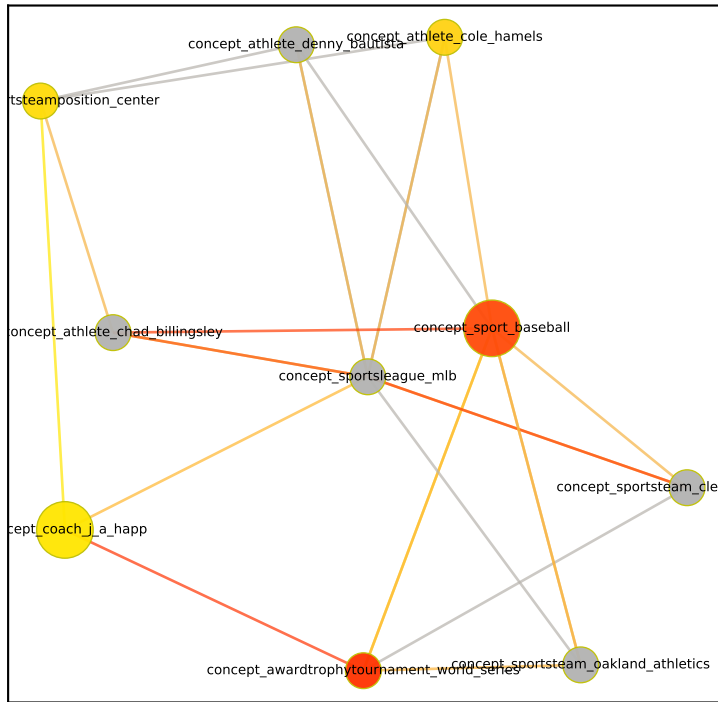 concept_athlete_cole_hamels
concept_athlete_denny_bautista
rtsteamposition_center
concept_sport_baseball
concept_athlete_chad_billingsley
concept_sportsleague_mlb
concept_sportsteam_cle
cept_coach_j_a_happ
concept_sportsteam_oakland_athletics
concept_awardtrophytournament_world_series